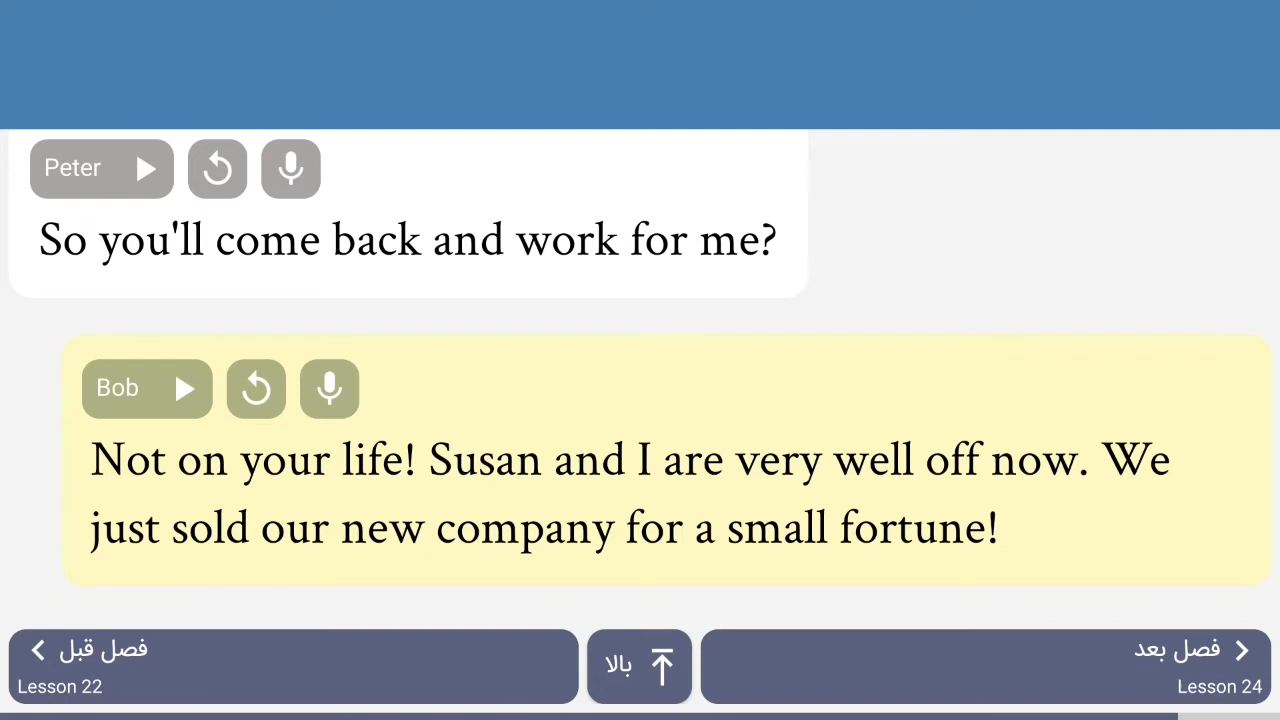 Peter
So you'll come back and work for me?
Bob
Not on your life! Susan and I are very well off now. We
just sold our new company for a small fortune!
فصل قبل
Lesson 22
بالا
فصل بعد
Lesson 24